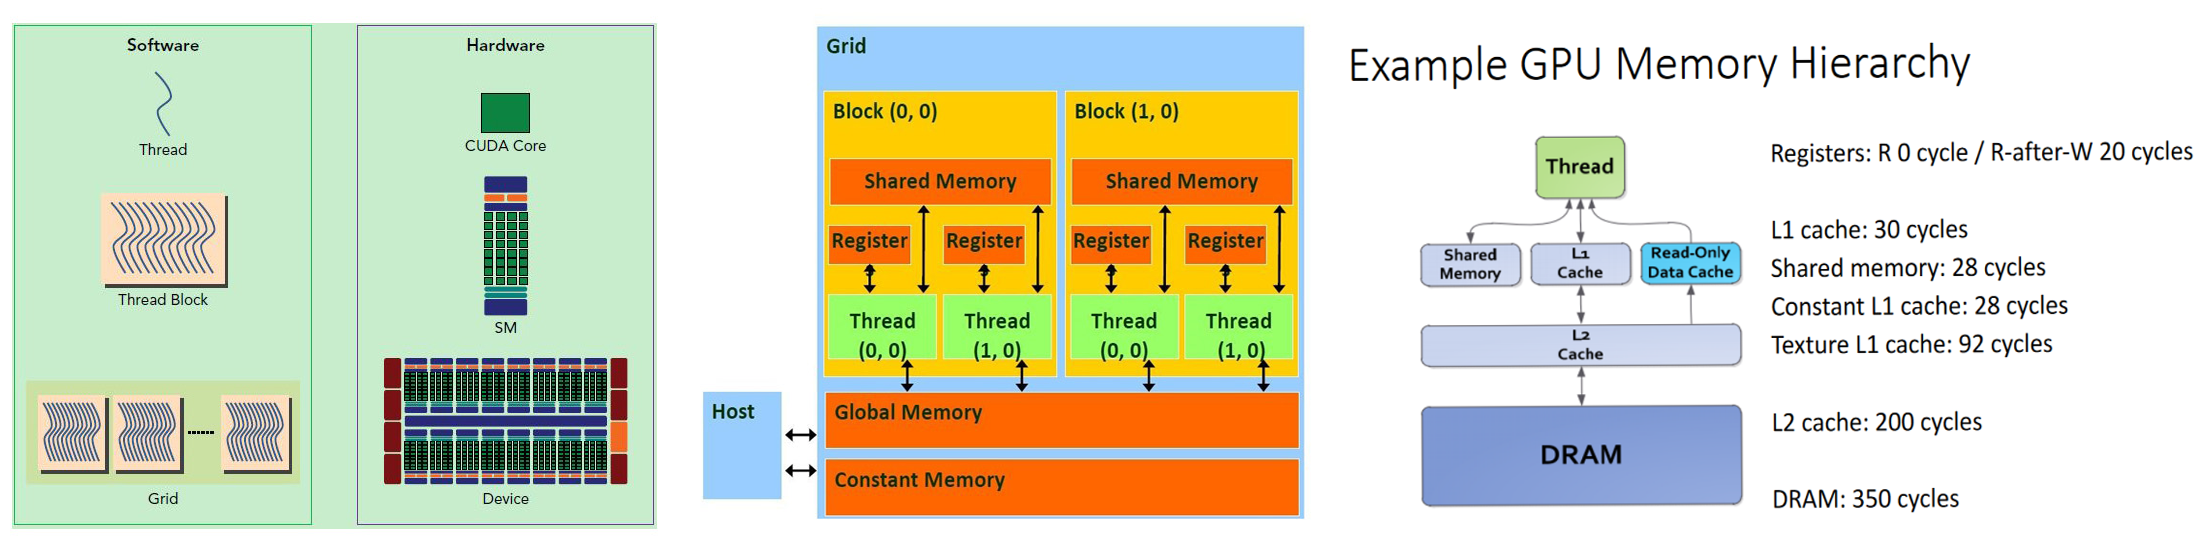 Software
Thread
Thread Block
Grid
Hardware
CUDA Core
SM
Device
Grid
Block (0, 0)
Shared Memory
Register
Register
Thread
(0, 0)
Thread
(1, 0)
Block (1, 0)
Shared Memory
Register
Register
Thread
(0, 0)
Thread
(1, 0)
Host
Global Memory
Constant Memory
Example GPU Memory Hierarchy
Thread
Shared
Memory
L1
Cache
Read-Only
Data Cache
L2
Cache
DRAM
Registers: R 0 cycle / R-after-W 20 cycles
L1 cache: 30 cycles
Shared memory: 28 cycles
Constant L1 cache: 28 cycles
Texture L1 cache: 92 cycles
L2 cache: 200 cycles
DRAM: 350 cycles